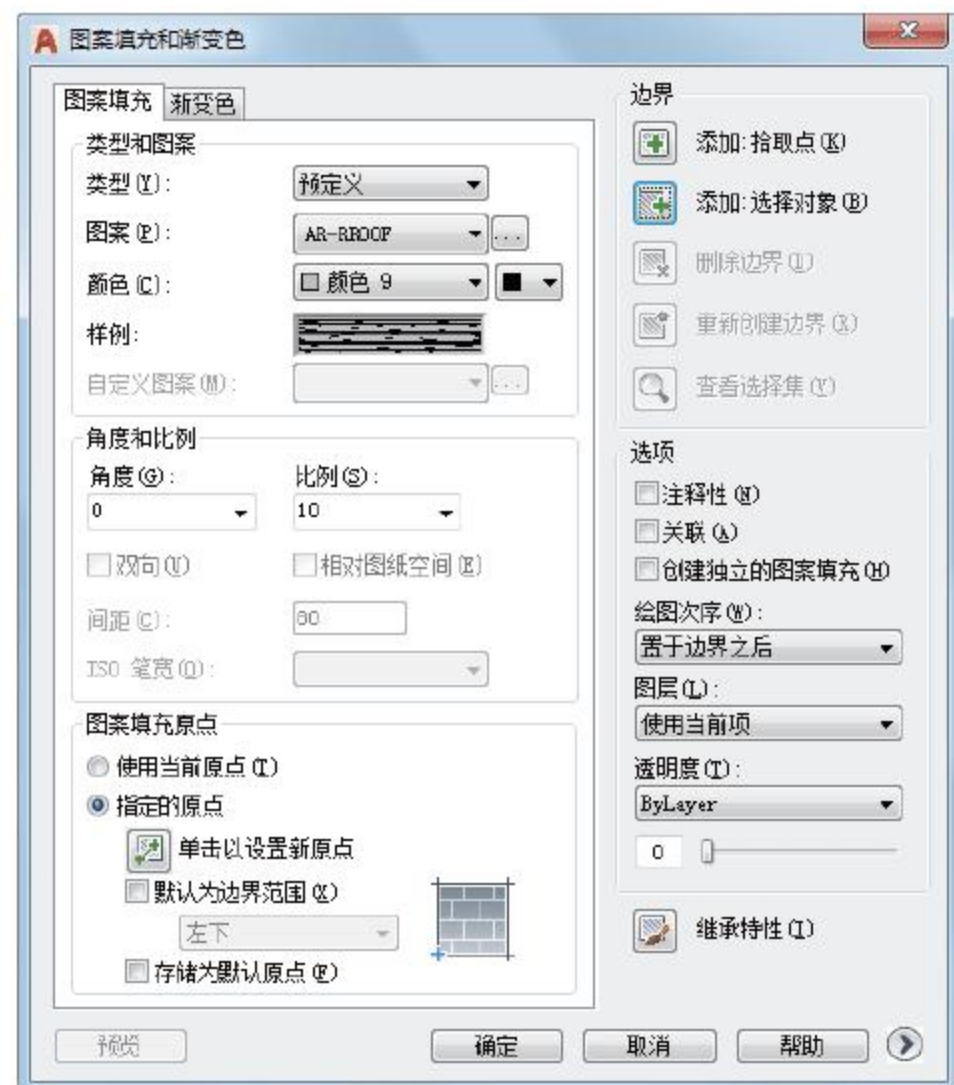 图案填充和渐变色
图案填充 渐变色
类型和图案
类型(Y): 预定义
图案(P): AR-RROOF ...
颜色(C): 颜色 9
样例:
自定义图案(M): ...
角度和比例
角度(G): 比例(S):
0 10
双向(U) 相对图纸空间(E)
间距(C):
ISO 笔宽(O):
图案填充原点
使用当前原点(T)
指定的原点
单击以设置新原点
默认为边界范围(X)
左下
存储为默认原点(F)
边界
添加:拾取点(K)
添加:选择对象(B)
删除边界(D)
重新创建边界(R)
查看选择集(V)
选项
注释性(N)
关联(A)
创建独立的图案填充(H)
绘图次序(W):
置于边界之后
图层(L):
使用当前项
透明度(T):
ByLayer
0
继承特性(I)
预览 确定 取消 帮助